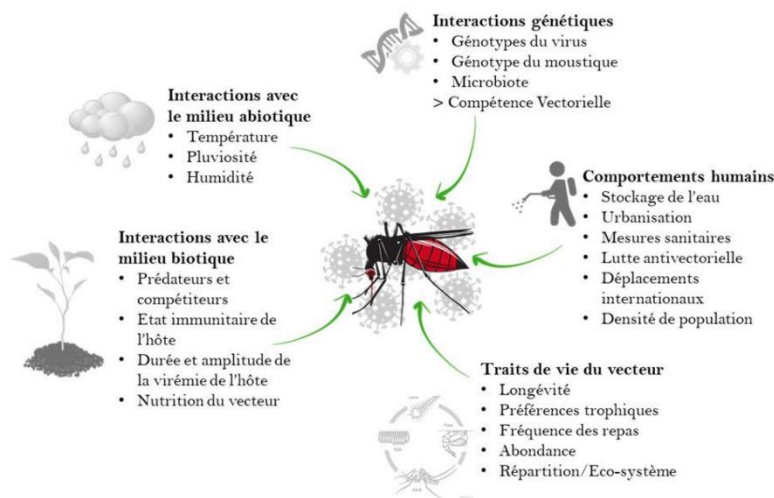 Interactions génétiques
• Génotypes du virus
• Génotype du moustique
• Microbiote
> Compétence Vectorielle
Interactions avec
le milieu abiotique
• Température
• Pluviosité
• Humidité
Comportements humains
• Stockage de l'eau
• Urbanisation
• Mesures sanitaires
• Lutte antivectorielle
• Déplacements
internationaux
• Densité de population
Interactions avec le
milieu biotique
• Prédateurs et
compétiteurs
• Etat immunitaire de
l'hôte
• Durée et amplitude de
la virémie de l'hôte
• Nutrition du vecteur
Traits de vie du vecteur
• Longévité
• Préférences trophiques
• Fréquence des repas
• Abondance
• Répartition/Eco-système